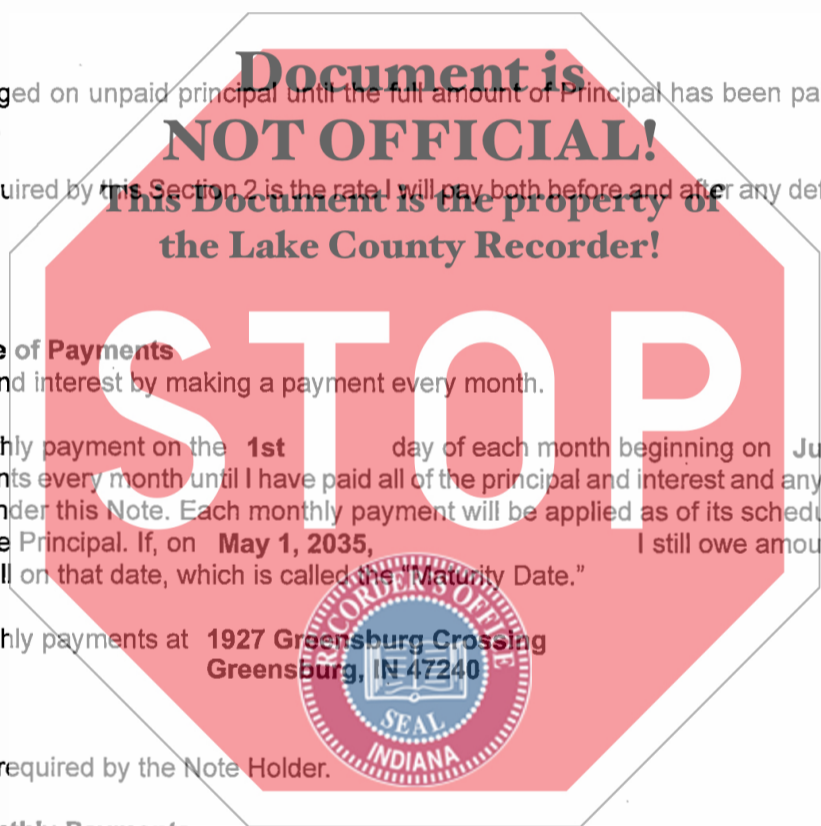 Document is
ged on unpaid principal until the full amount of Principal has been pa
NOT OFFICIAL!
uired by this Section 2 is the rate I will pay both before and after any def
This Document is the property of
the Lake County Recorder!
STOP
e of Payments
nd interest by making a payment every month.
hly payment on the 1st day of each month beginning on Ju
nts every month until I have paid all of the principal and interest and any
nder this Note. Each monthly payment will be applied as of its schedu
e Principal. If, on May 1, 2035, I still owe amou
ll on that date, which is called the "Maturity Date."
RECORDER'S OFFICE
hly payments at 1927 Greensburg Crossing
Greensburg, IN 47240
SEAL
INDIANA
required by the Note Holder.